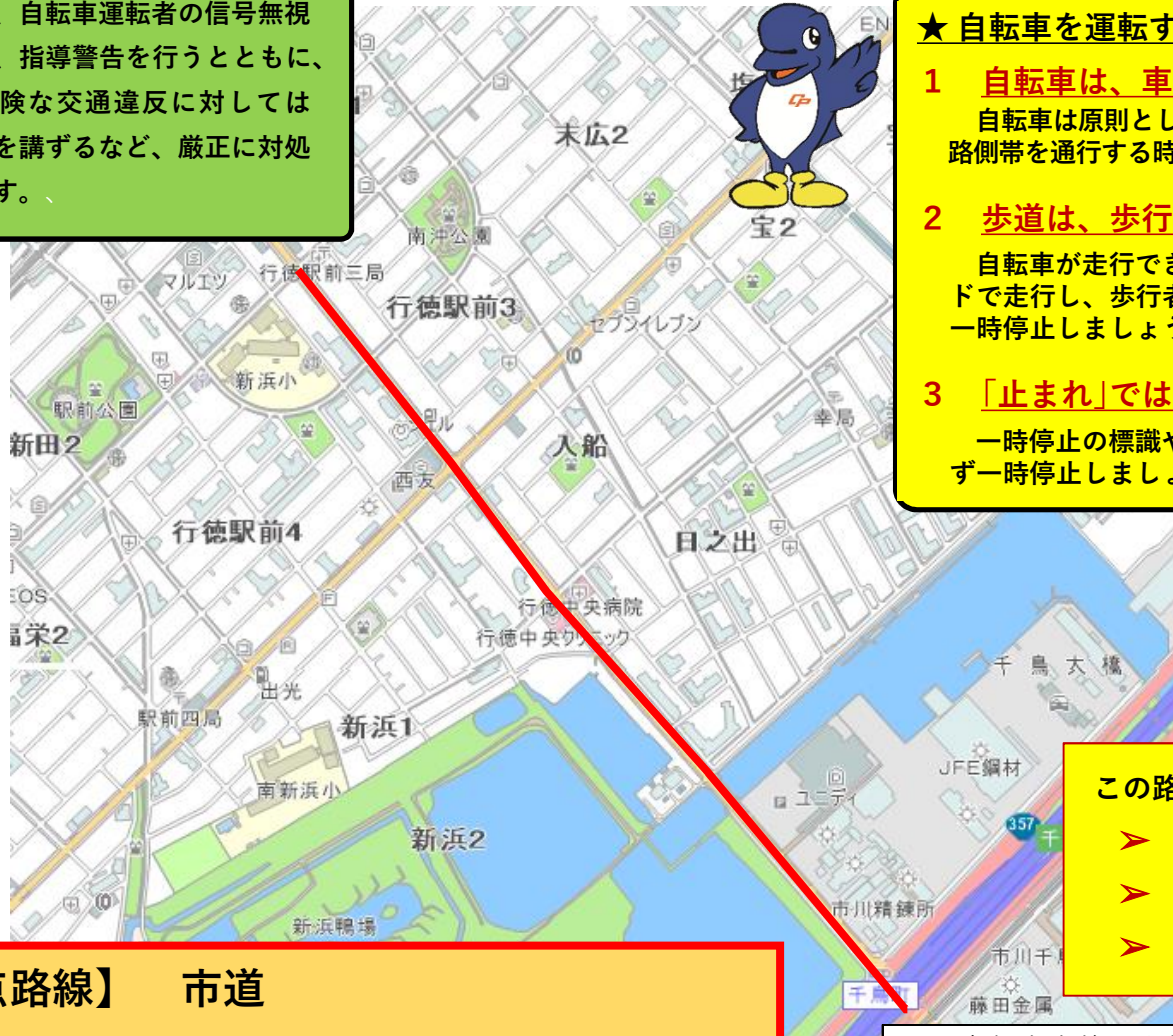 、自転車運転者の信号無視
、指導警告を行うとともに、
険な交通違反に対しては
を講ずるなど、厳正に対処
す。、
★ 自転車を運転す
1 自転車は、車
自転車は原則とし
路側帯を通行する時
2 歩道は、歩行
自転車が走行でき
ドで走行し、歩行者
一時停止しましょう
3 「止まれ」では
一時停止の標識や
ず一時停止しましょ
EN
塩
CP
末広2
宝2
南沖公園
マルエツ
行徳駅前三局
行徳駅前3
セブンイレブン
新浜小
駅前公園
新田2
幸局
入船
西友
行徳駅前4
日之出
EOS
行徳中央病院
行徳中央クリニック
千鳥大橋
出光
駅前四局
新浜1
JFE鋼材
南新浜小
ユニディ
357
千
新浜2
市川精錬所
新浜鴨場
市川千
千鳥町
藤田金属
この路
➢
➢
➢
点路線】 市道